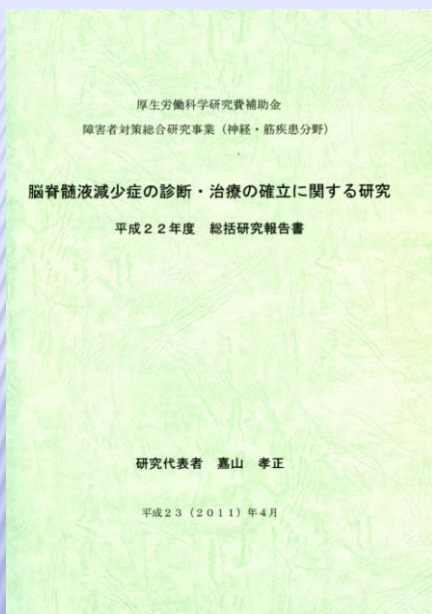 厚生労働科学研究費補助金
障害者対策総合研究事業（神経・筋疾患分野）
脳脊髄液減少症の診断・治療の確立に関する研究
平成２２年度　総括研究報告書
研究代表者　嘉山　孝正
平成２３（２０１１）年４月